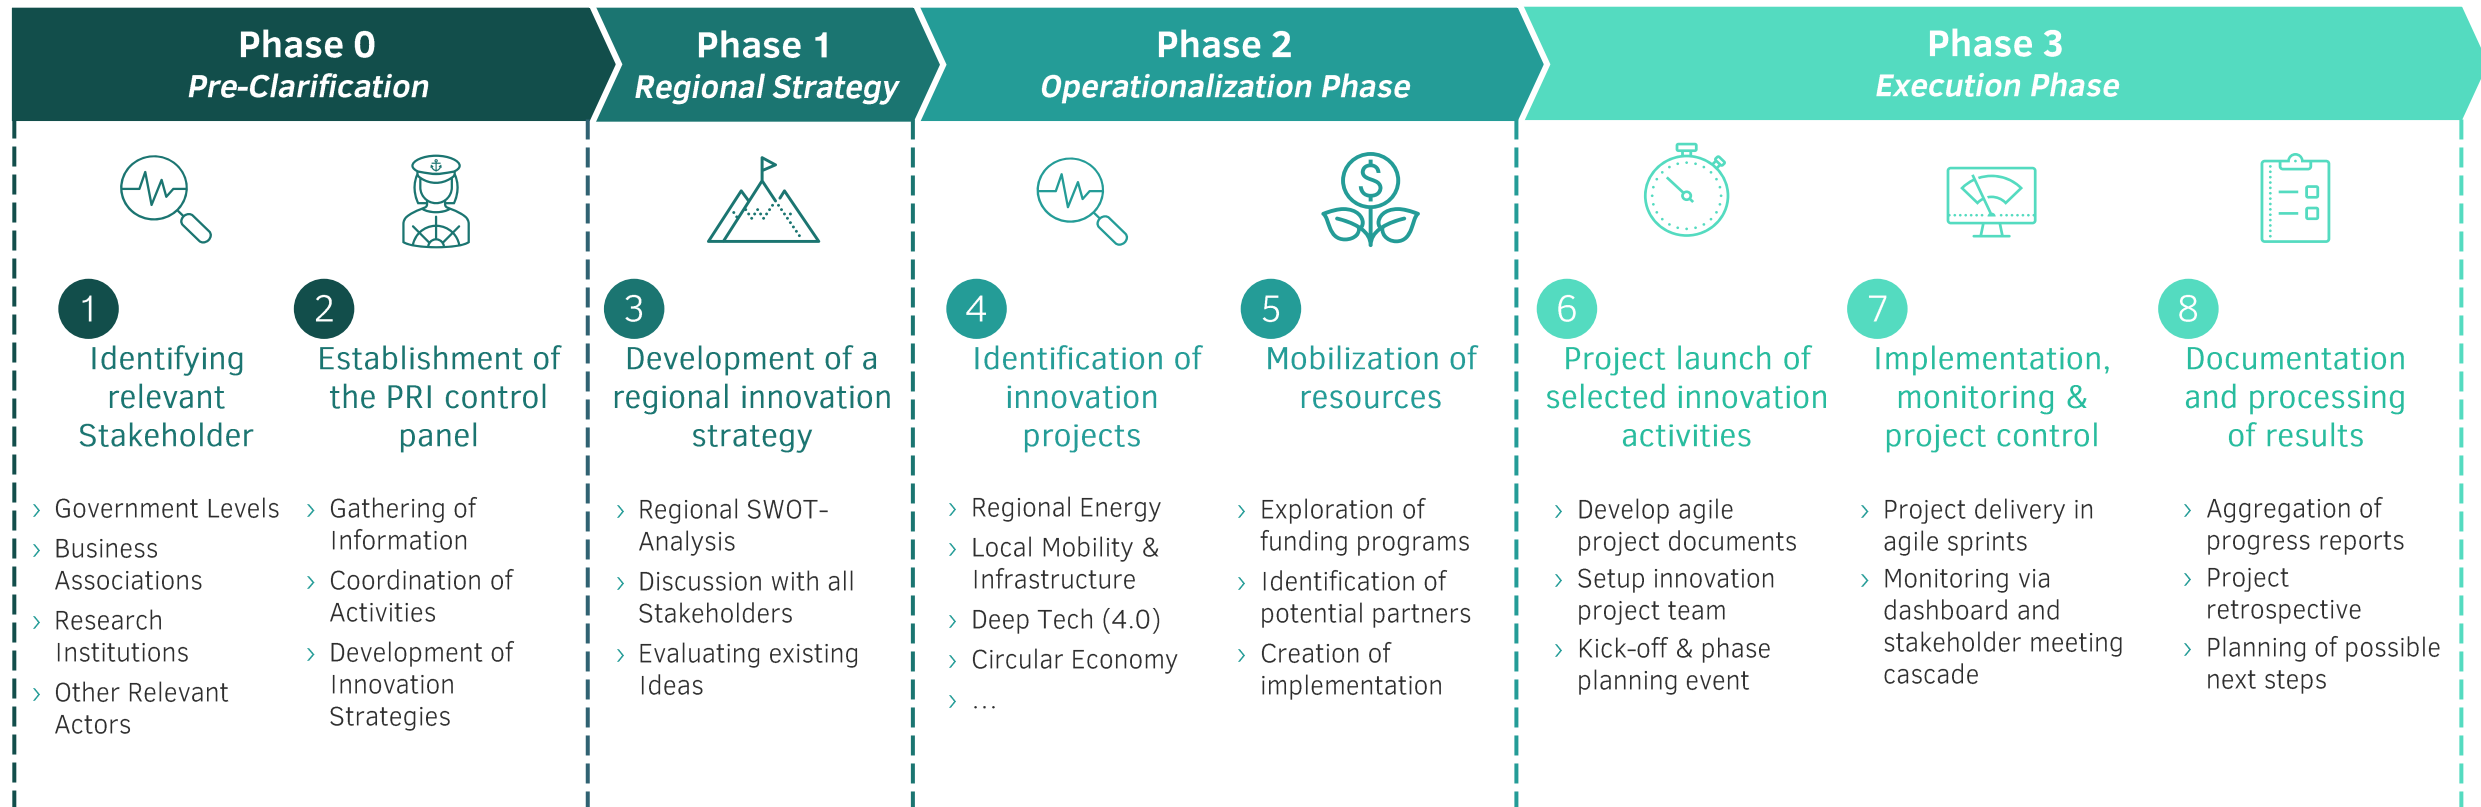 Phase 0
Pre-Clarification
Phase 1
Regional Strategy
Phase 2
Operationalization Phase
Phase 3
Execution Phase
1
Identifying
relevant
Stakeholder
› Government Levels
› Business
Associations
› Research
Institutions
› Other Relevant
Actors
2
Establishment of
the PRI control
panel
› Gathering of
Information
› Coordination of
Activities
› Development of
Innovation
Strategies
3
Development of a
regional innovation
strategy
› Regional SWOT-
Analysis
› Discussion with all
Stakeholders
› Evaluating existing
Ideas
4
Identification of
innovation
projects
› Regional Energy
› Local Mobility &
Infrastructure
› Deep Tech (4.0)
› Circular Economy
› ...
$
5
Mobilization of
resources
› Exploration of
funding programs
› Identification of
potential partners
› Creation of
implementation
6
Project launch of
selected innovation
activities
› Develop agile
project documents
› Setup innovation
project team
› Kick-off & phase
planning event
7
Implementation,
monitoring &
project control
› Project delivery in
agile sprints
› Monitoring via
dashboard and
stakeholder meeting
cascade
8
Documentation
and processing
of results
› Aggregation of
progress reports
› Project
retrospective
› Planning of possible
next steps